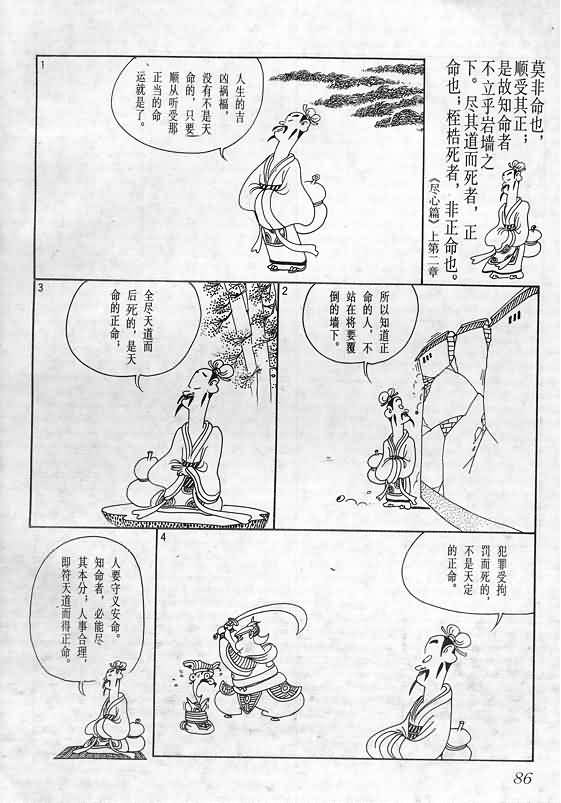 莫非命也，
顺受其正；
是故知命者
不立乎岩墙之
下。尽其道而死者，正
命也；桎梏死者，非正命也。
《尽心篇》上第二章
1
人生的吉
凶祸福，
没有不是天
命的，只要
顺从听受那
正当的命
运就是了。
2
所以知道正
命的人，不
站在将要覆
倒的墙下。
3
全尽天道而
后死的，是天
命的正命；
4
犯罪受拘
罚而死的，
不是天定
的正命。
人要守义安命。
知命者，必能尽
其本分；人事合理，
即符天道而得正命。
86